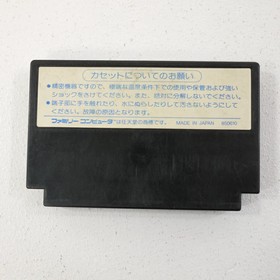 カセットについてのお願い
●精密機器ですので、極端な温度条件下での使用や保管および強い
ショックをさけてください。また、絶対に分解しないでください。
●端子部に手を触れたり、水にぬらしたりして汚さないようにして
ください。故障の原因となります。
ファミリーコンピュータは任天堂の商標です。 MADE IN JAPAN